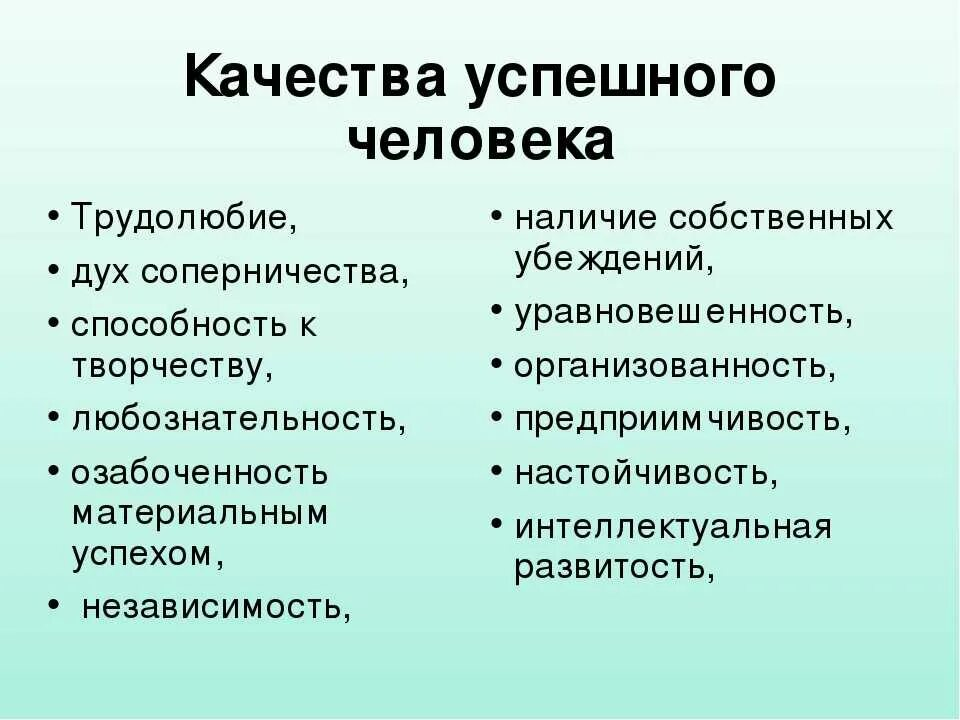 Качества успешного
человека
• Трудолюбие,
• дух соперничества,
• способность к
творчеству,
• любознательность,
• озабоченность
материальным
успехом,
• независимость,
• наличие собственных
убеждений,
• уравновешенность,
• организованность,
• предприимчивость,
• настойчивость,
• интеллектуальная
развитость,